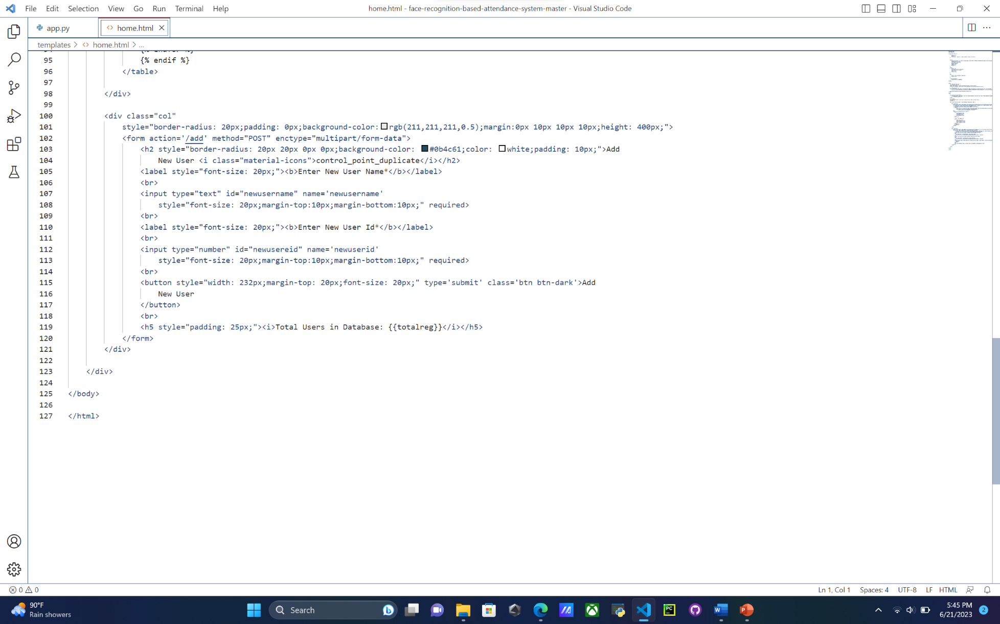 File Edit Selection View Go Run Terminal Help
home.html - face-recognition-based-attendance-system-master - Visual Studio Code
app.py
home.html
templates > home.html > ...
95 {% endif %}
96 </table>
97
98 </div>
99
100 <div class="col"
101 style="border-radius: 20px;padding: 0px;background-color:rgb(211,211,211,0.5);margin:0px 10px 10px 10px;height: 400px;">
102 <form action='/add' method="POST" enctype="multipart/form-data">
103 <h2 style="border-radius: 20px 20px 0px 0px;background-color: #0b4c61;color: white;padding: 10px;">Add
104 New User <i class="material-icons">control_point_duplicate</i></h2>
105 <label style="font-size: 20px;"><b>Enter New User Name*</b></label>
106 <br>
107 <input type="text" id="newusername" name='newusername'
108 style="font-size: 20px;margin-top:10px;margin-bottom:10px;" required>
109 <br>
110 <label style="font-size: 20px;"><b>Enter New User Id*</b></label>
111 <br>
112 <input type="number" id="newusereid" name='newuserid'
113 style="font-size: 20px;margin-top:10px;margin-bottom:10px;" required>
114 <br>
115 <button style="width: 232px;margin-top: 20px;font-size: 20px;" type='submit' class='btn btn-dark'>Add
116 New User
117 </button>
118 <br>
119 <h5 style="padding: 25px;"><i>Total Users in Database: {{totalreg}}</i></h5>
120 </form>
121 </div>
122
123 </div>
124
125 </body>
126
127 </html>
0 0
Ln 1, Col 1 Spaces: 4 UTF-8 LF HTML
90°F
Rain showers
Search
5:45 PM
6/21/2023
2